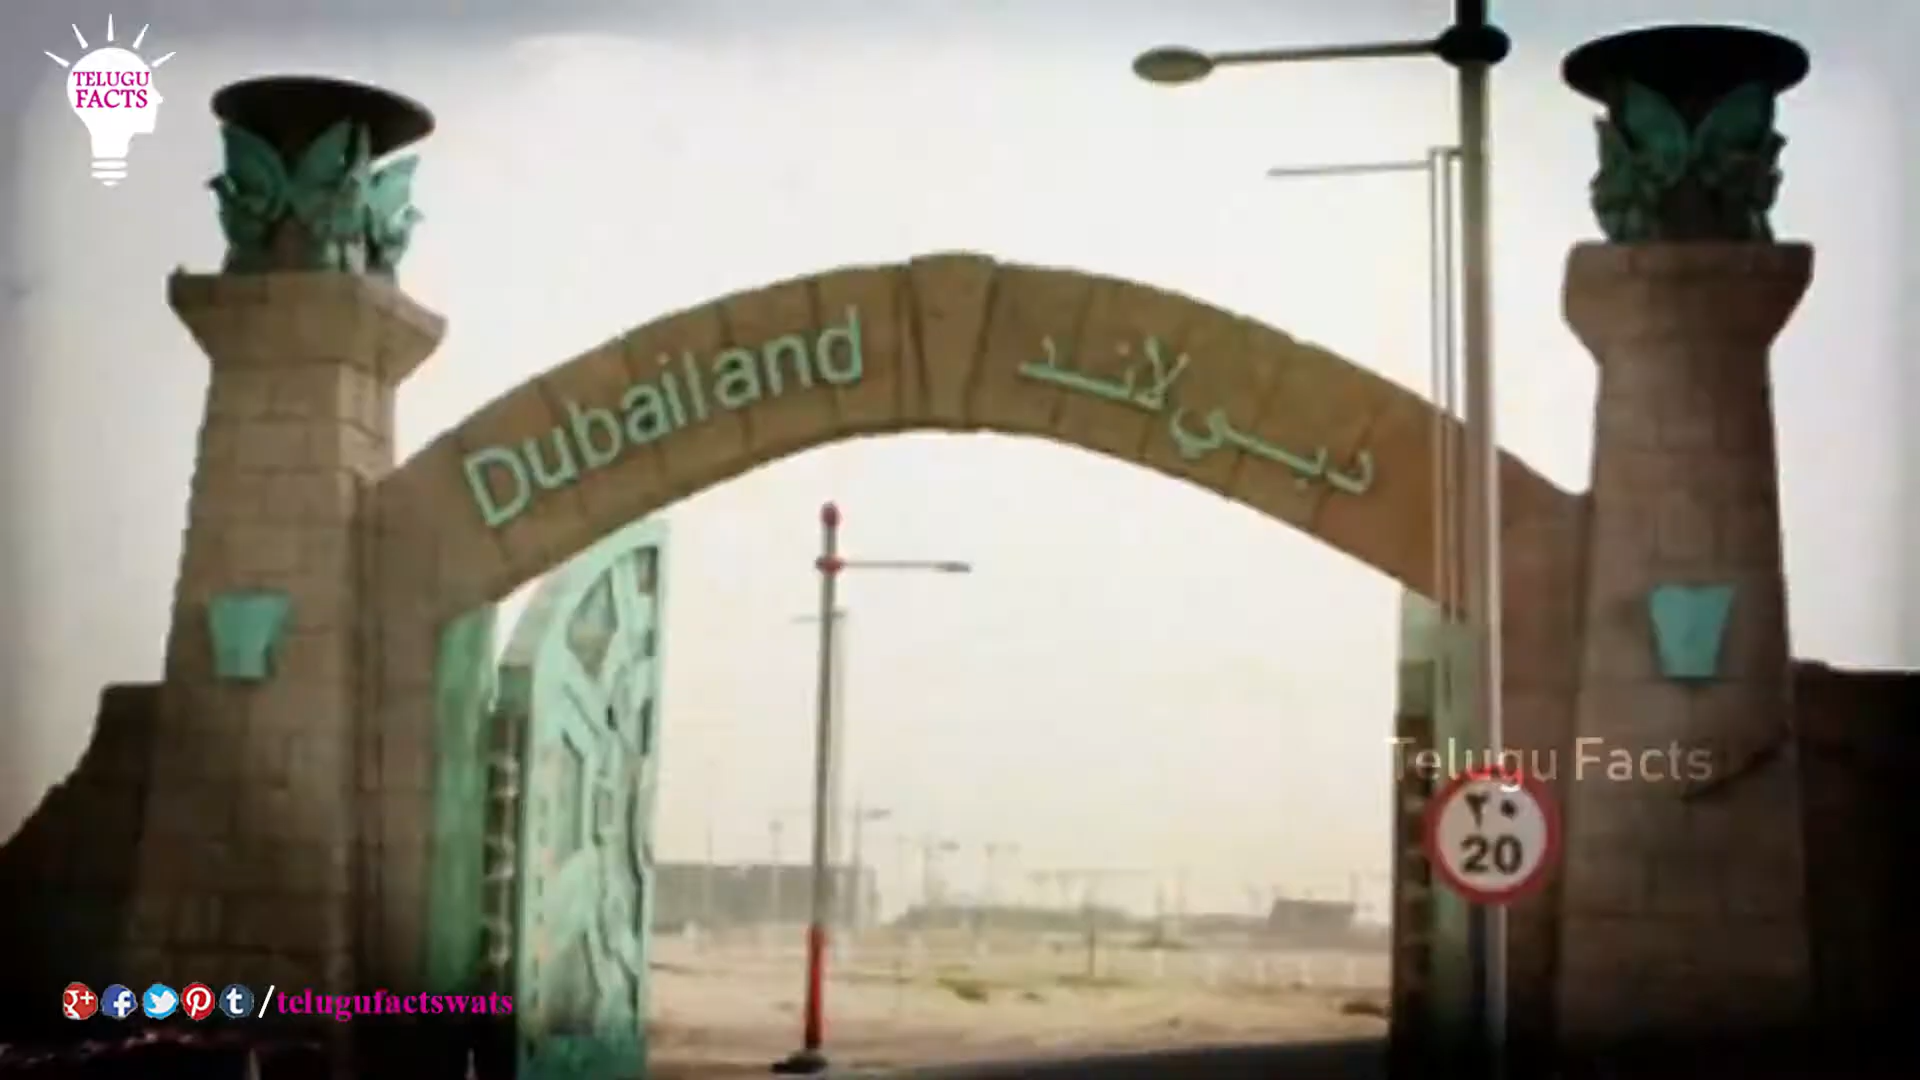 TELUGU
FACTS
Dubailand
دبي لاند
Telugu Facts
٢٠
20
/telugufactswats